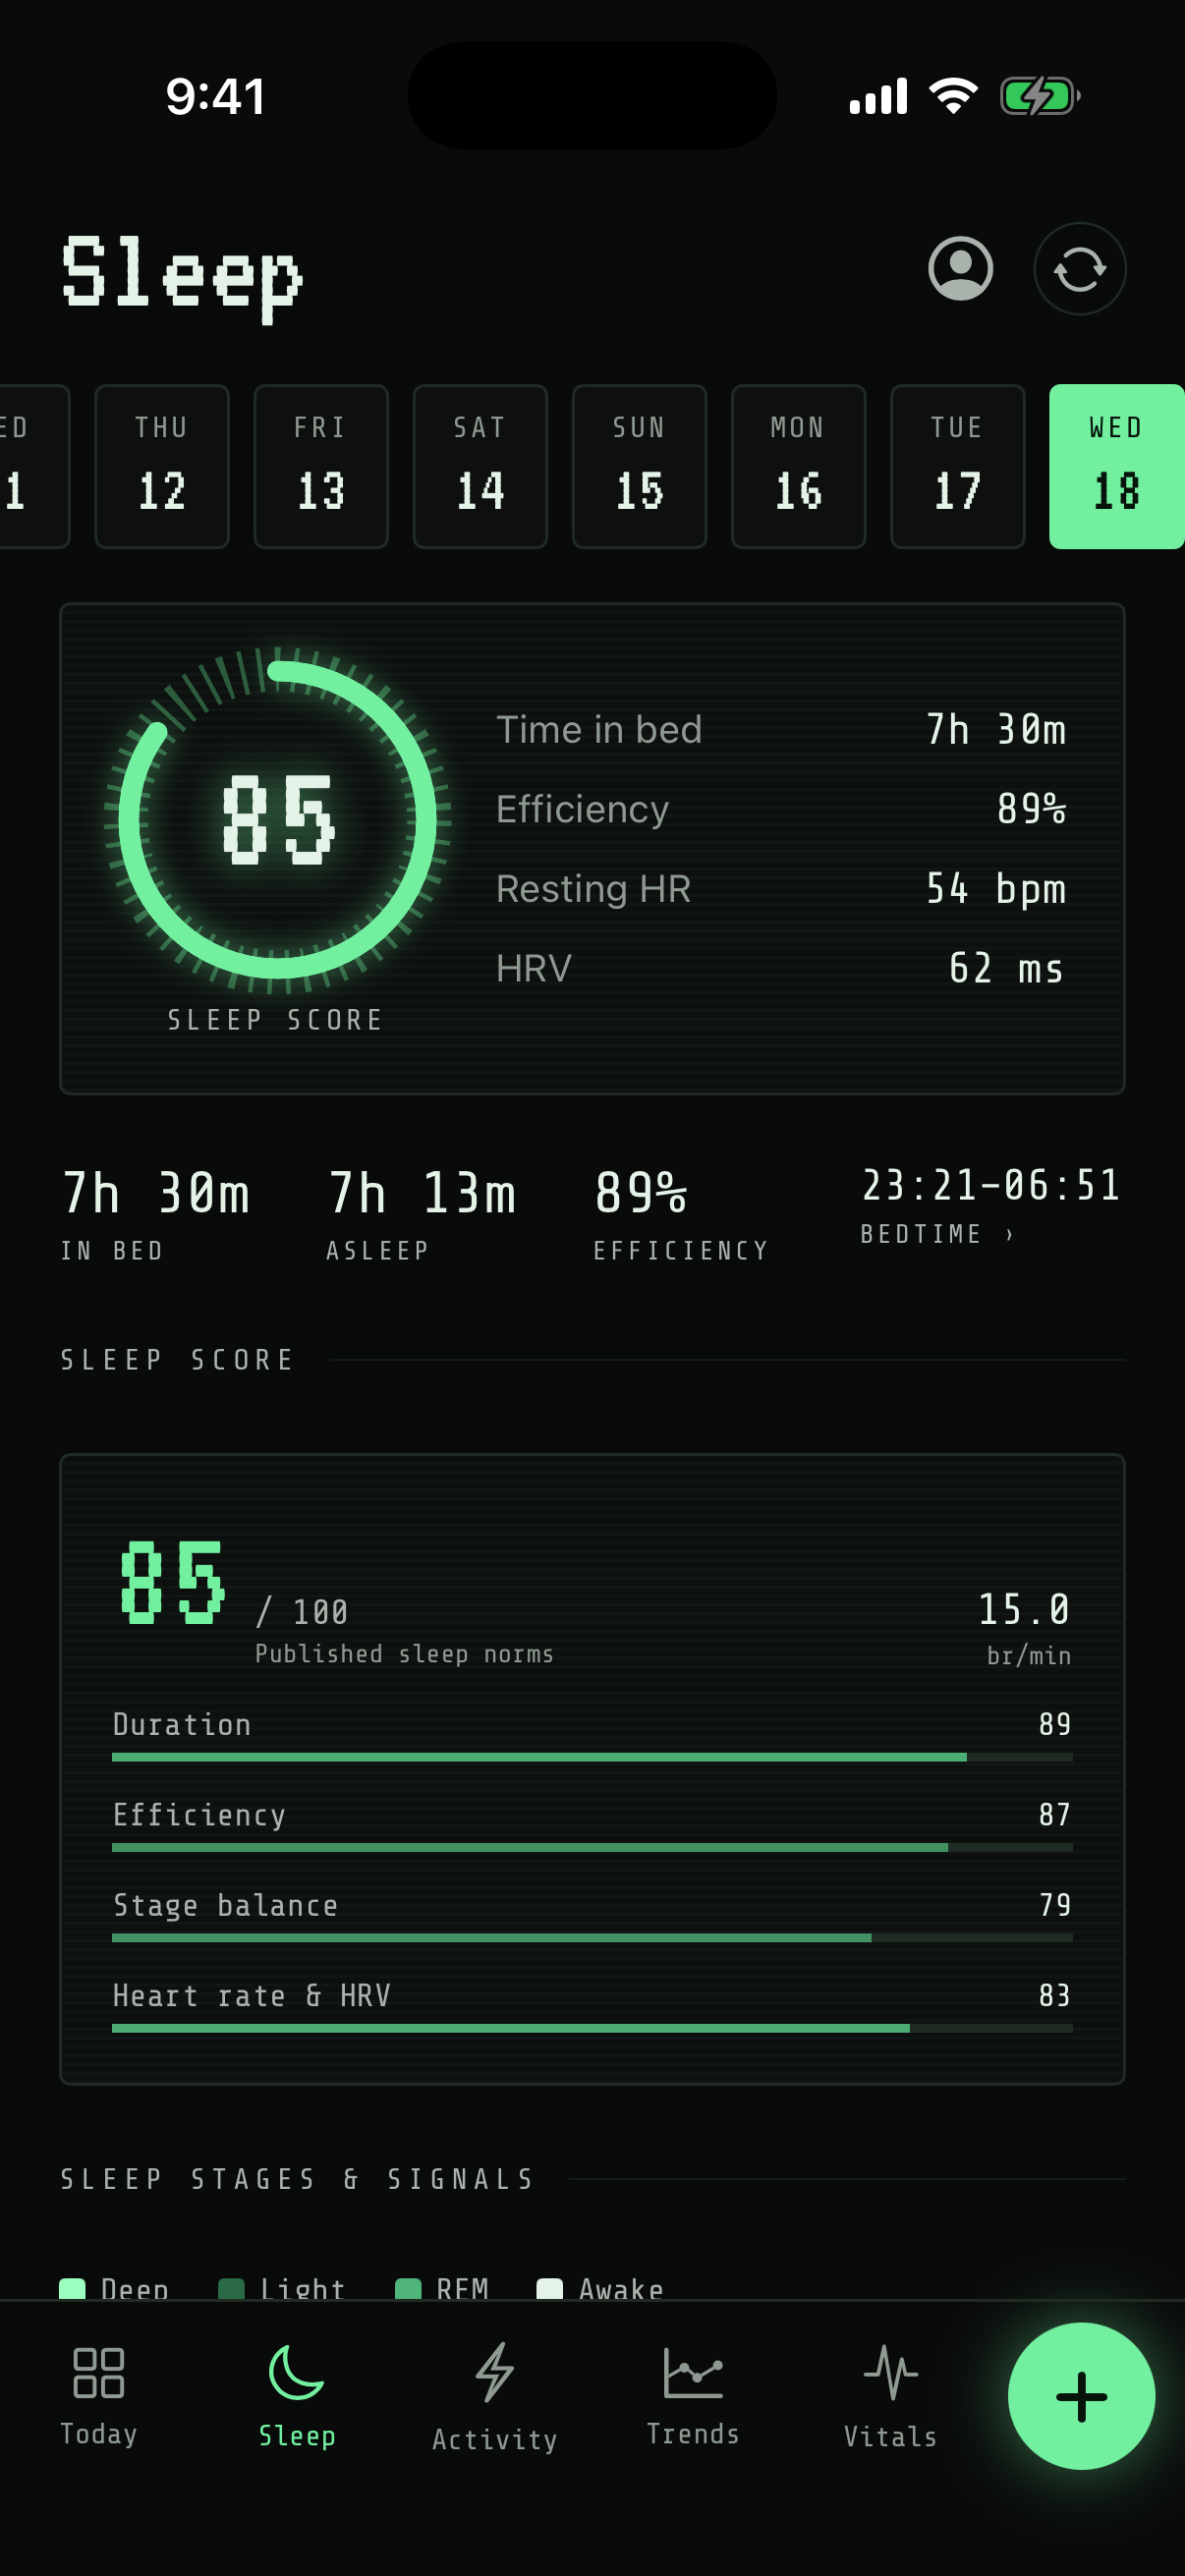 9:41
Sleep
ED THU FRI SAT SUN MON TUE WED
1 12 13 14 15 16 17 18
85
SLEEP SCORE
Time in bed 7h 30m
Efficiency 89%
Resting HR 54 bpm
HRV 62 ms
7h 30m 7h 13m 89% 23:21–06:51
IN BED ASLEEP EFFICIENCY BEDTIME ›
SLEEP SCORE
85 / 100 15.0
Published sleep norms br/min
Duration 89
Efficiency 87
Stage balance 79
Heart rate & HRV 83
SLEEP STAGES & SIGNALS
Deep Light REM Awake
Today Sleep Activity Trends Vitals